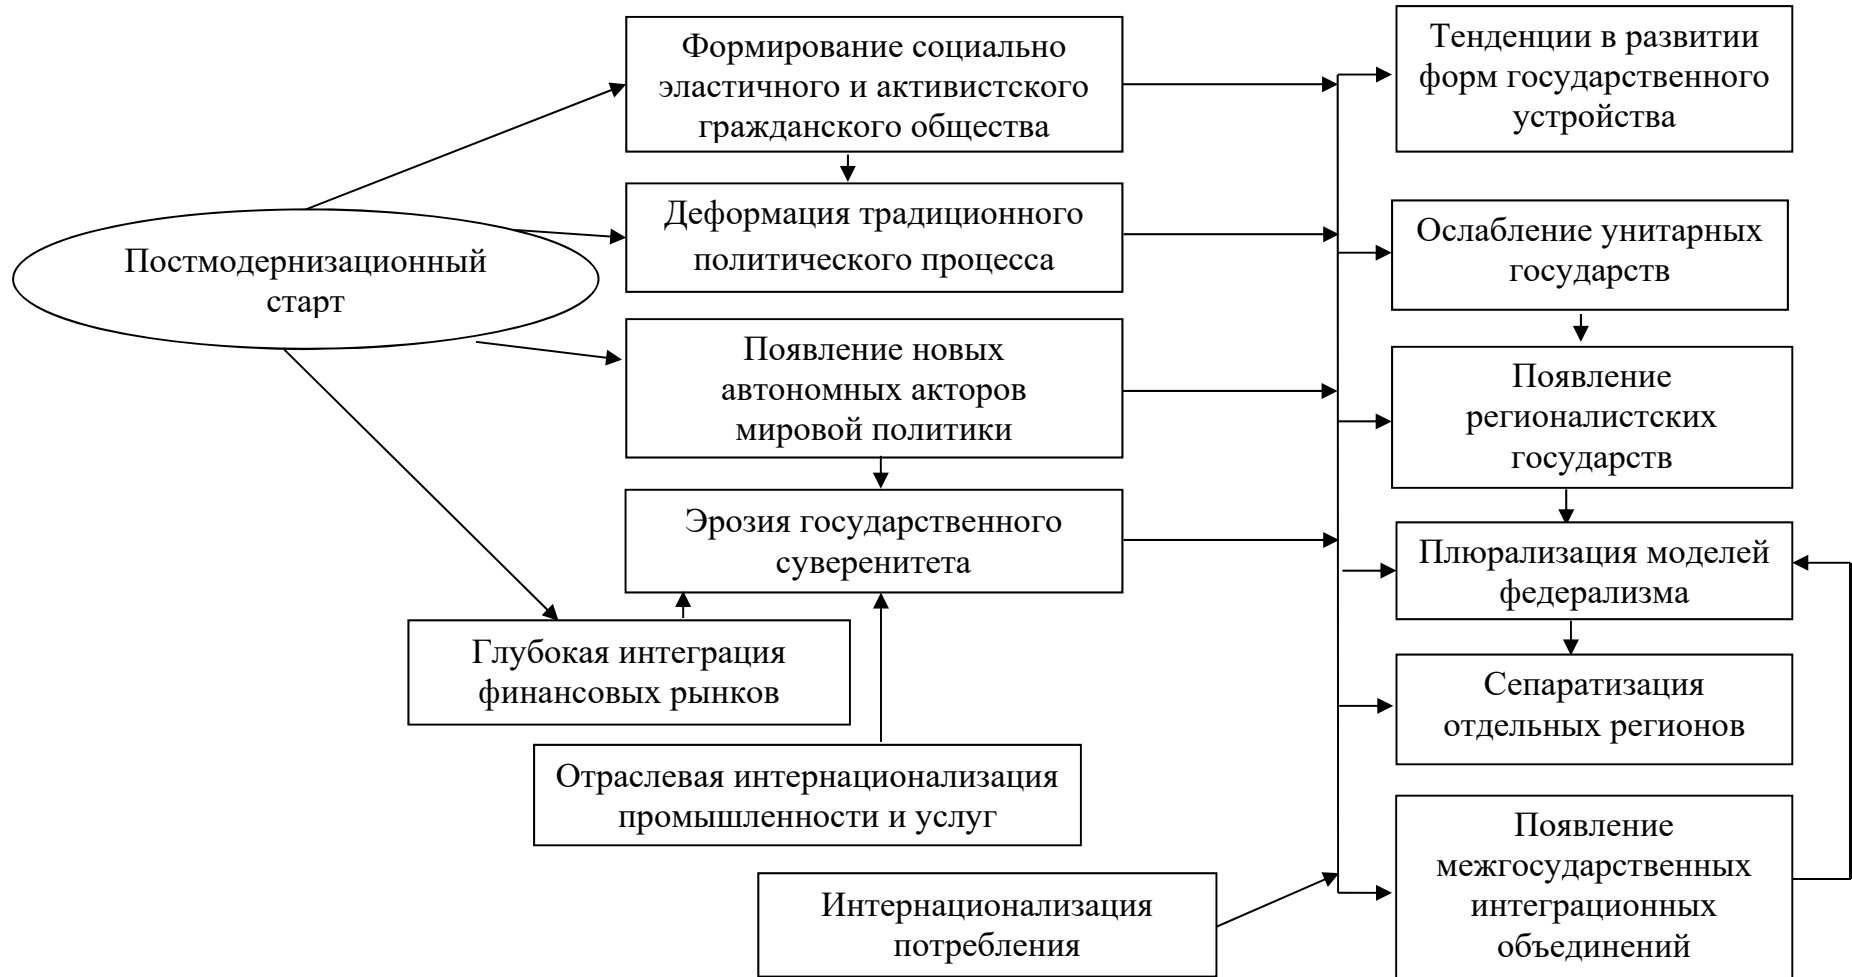 Постмодернизационный
старт
Формирование социально
эластичного и активистского
гражданского общества
Деформация традиционного
политического процесса
Появление новых
автономных акторов
мировой политики
Эрозия государственного
суверенитета
Глубокая интеграция
финансовых рынков
Отраслевая интернационализация
промышленности и услуг
Интернационализация
потребления
Тенденции в развитии
форм государственного
устройства
Ослабление унитарных
государств
Появление
регионалистских
государств
Плюрализация моделей
федерализма
Сепаратизация
отдельных регионов
Появление
межгосударственных
интеграционных
объединений